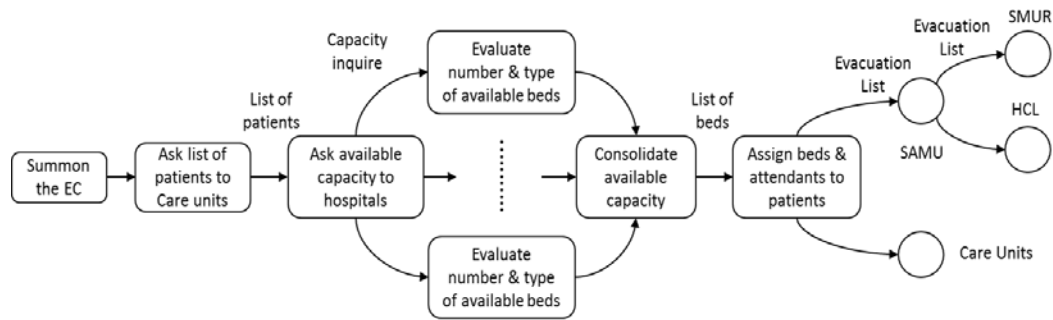 Summon
the EC
Ask list of
patients to
Care units
List of
patients
Ask available
capacity to
hospitals
Capacity
inquire
Evaluate
number & type
of available beds
Evaluate
number & type
of available beds
Consolidate
available
capacity
List of
beds
Assign beds &
attendants to
patients
Evacuation
List
SAMU
Evacuation
List
SMUR
HCL
Care Units